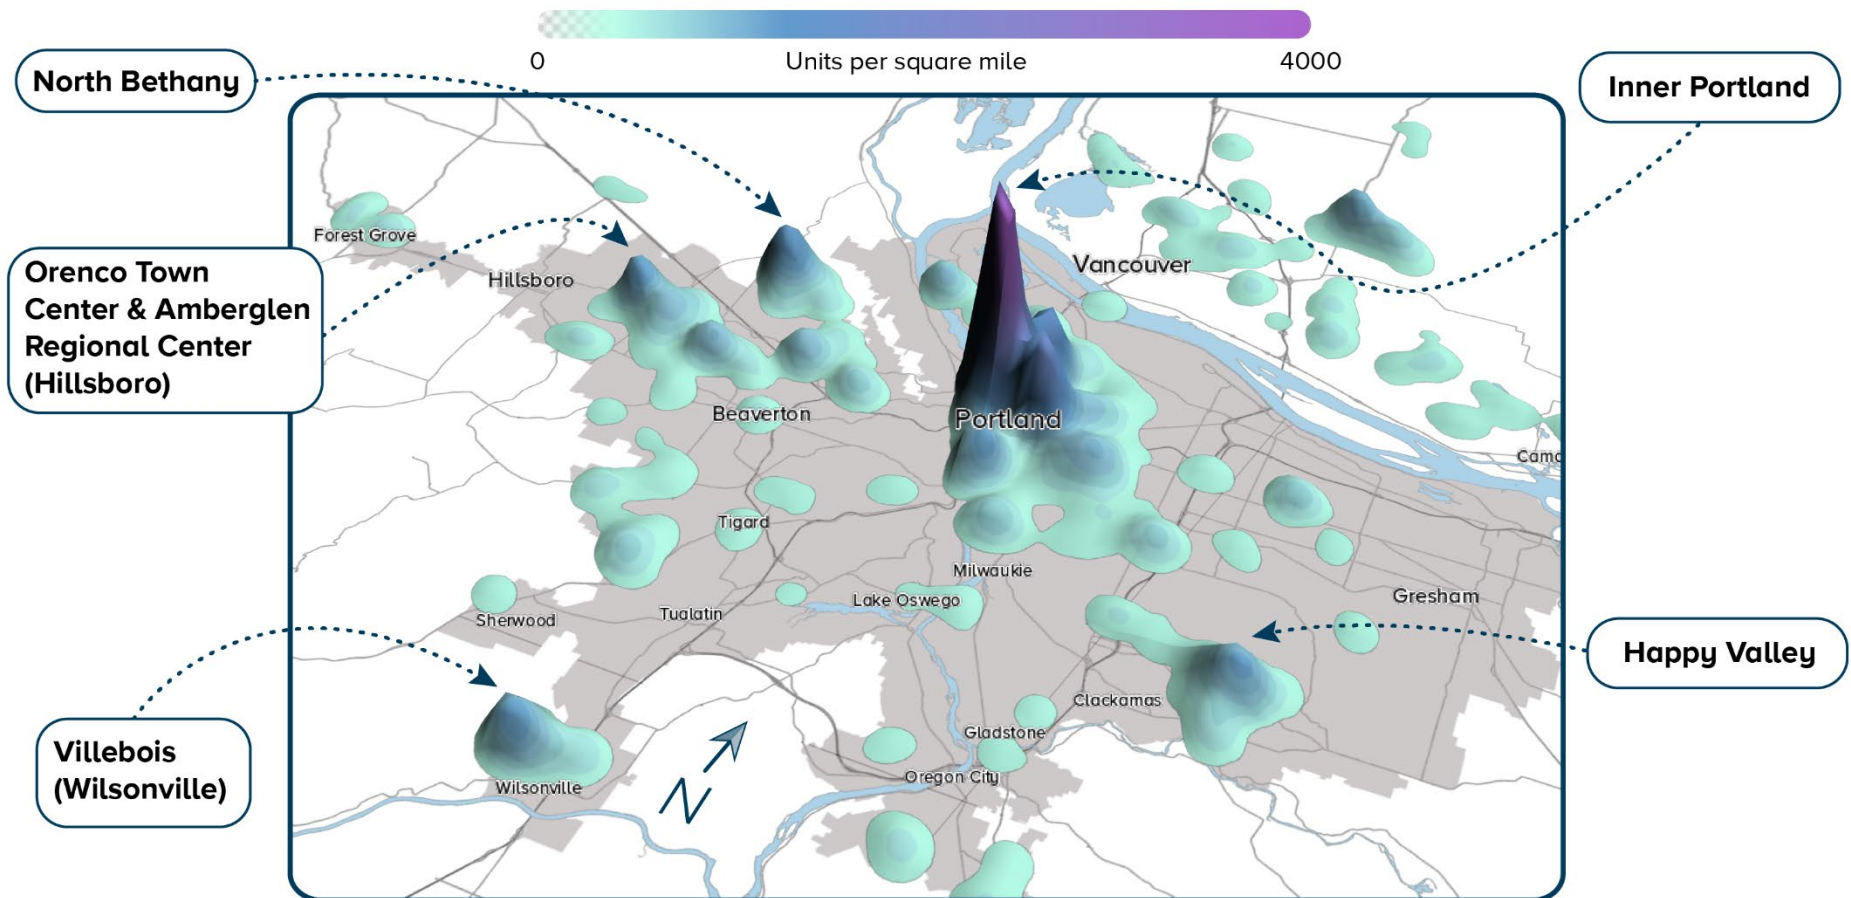 0
Units per square mile
4000
North Bethany
Inner Portland
Forest Grove
Orenco Town
Center & Amberglen
Regional Center
(Hillsboro)
Hillsboro
Vancouver
Beaverton
Portland
Camo
Tigard
Milwaukie
Lake Oswego
Gresham
Sherwood
Tualatin
Happy Valley
Clackamas
Gladstone
Villebois
(Wilsonville)
Oregon City
Wilsonville
N